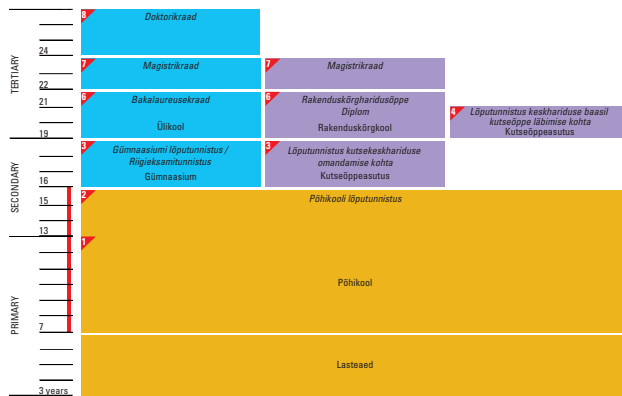 TERTIARY
SECONDARY
PRIMARY
24
22
21
19
16
15
13
7
3 years
8
Doktorikraad
7
Magistrikraad
7
Magistrikraad
6
Bakalaureusekraad
Ülikool
6
Rakenduskõrgharidusõppe
Diplom
Rakenduskõrgkool
4
Lõputunnistus keskhariduse baasil
kutseõppe läbimise kohta
Kutseõppeasutus
3
Gümnaasiumi lõputunnistus /
Riigieksamitunnistus
Gümnaasium
3
Lõputunnistus kutsekeskhariduse
omandamise kohta
Kutseõppeasutus
2
Põhikooli lõputunnistus
1
Põhikool
Lasteaed